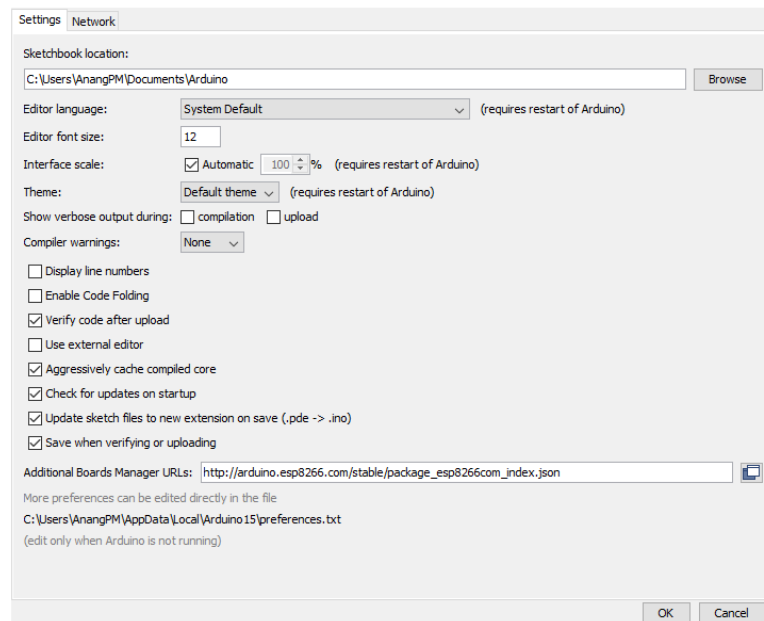 Settings Network
Sketchbook location:
C:\Users\AnangPM\Documents\Arduino Browse
Editor language: System Default (requires restart of Arduino)
Editor font size: 12
Interface scale: Automatic 100 % (requires restart of Arduino)
Theme: Default theme (requires restart of Arduino)
Show verbose output during: compilation upload
Compiler warnings: None
Display line numbers
Enable Code Folding
Verify code after upload
Use external editor
Aggressively cache compiled core
Check for updates on startup
Update sketch files to new extension on save (.pde -> .ino)
Save when verifying or uploading
Additional Boards Manager URLs: http://arduino.esp8266.com/stable/package_esp8266com_index.json
More preferences can be edited directly in the file
C:\Users\AnangPM\AppData\Local\Arduino15\preferences.txt
(edit only when Arduino is not running)
OK Cancel